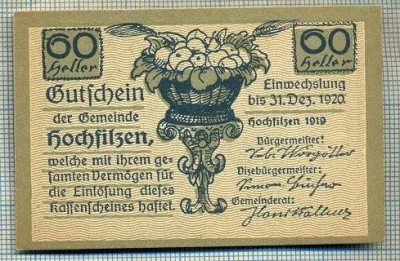 60 Heller
60 Heller
Gutschein
der Gemeinde
Hochfilzen,
welche mit ihrem ge-
samten Vermögen für
die Einlösung dieses
Kassenscheines haftet.
Einwechslung
bis 31. Dez. 1920.
Hochfilzen 1919
Bürgermeister:
Vizebürgermeister:
Simon
Gemeinderat: